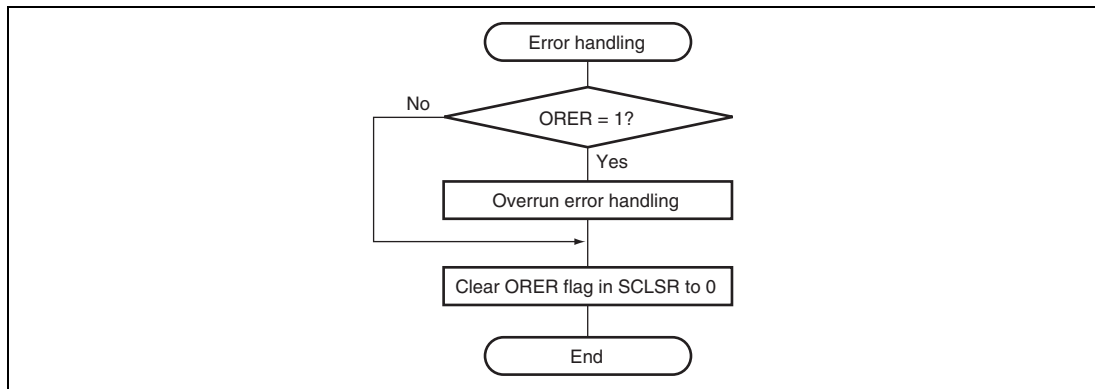 Error handling
No
ORER = 1?
Yes
Overrun error handling
Clear ORER flag in SCLSR to 0
End